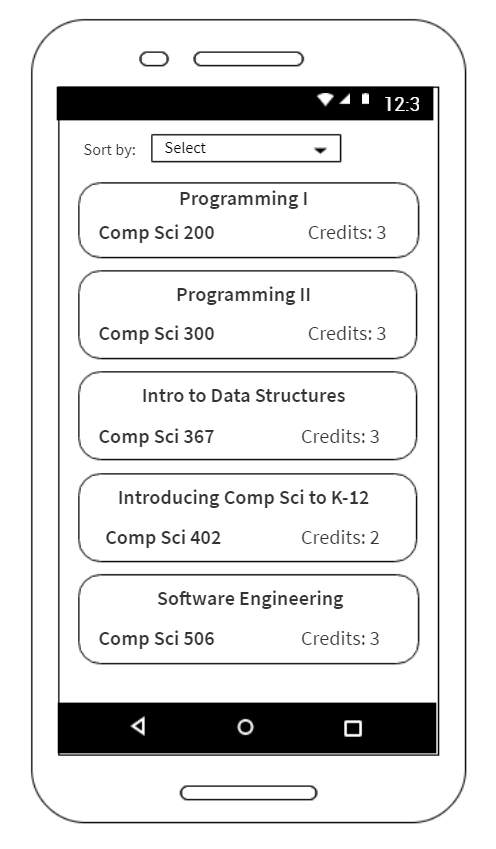 12:3
Sort by: Select
Programming I
Comp Sci 200 Credits: 3
Programming II
Comp Sci 300 Credits: 3
Intro to Data Structures
Comp Sci 367 Credits: 3
Introducing Comp Sci to K-12
Comp Sci 402 Credits: 2
Software Engineering
Comp Sci 506 Credits: 3